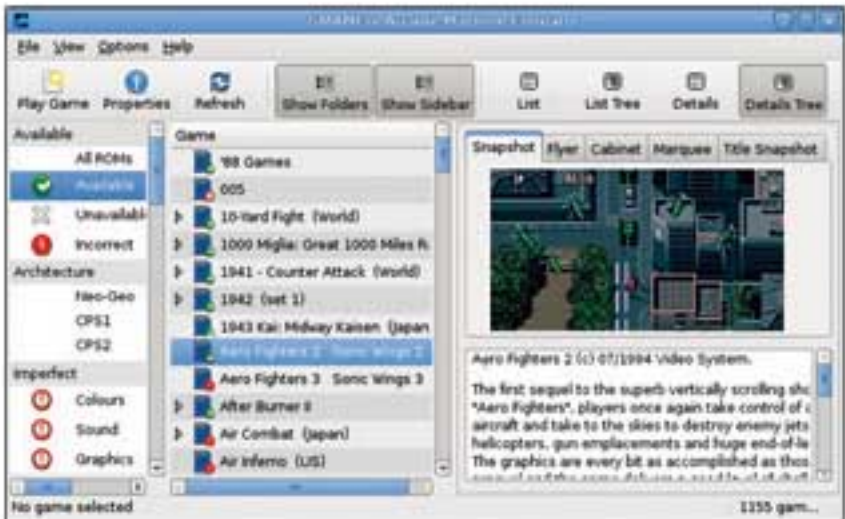 GMAMEUI Arcade Machine Emulator
File View Options Help
Play Game Properties Refresh Show Folders Show Sidebar List List Tree Details Details Tree
Available
All ROMs
Available
Unavailabl
Incorrect
Architecture
Neo-Geo
CPS1
CPS2
Imperfect
Colours
Sound
Graphics
Game
'88 Games
005
10-Yard Fight (World)
1000 Miglia: Great 1000 Miles R
1941 - Counter Attack (World)
1942 (set 1)
1943 Kai: Midway Kaisen (Japan
Aero Fighters 2 Sonic Wings 2
Aero Fighters 3 Sonic Wings 3
After Burner II
Air Combat (Japan)
Air Inferno (US)
Snapshot Flyer Cabinet Marquee Title Snapshot
Aero Fighters 2 (c) 07/1994 Video System.
The first sequel to the superb vertically scrolling sho
"Aero Fighters", players once again take control of a
aircraft and take to the skies to destroy enemy jets
helicopters, gun emplacements and huge end-of-le
The graphics are every bit as accomplished as thos
No game selected
1155 gam...